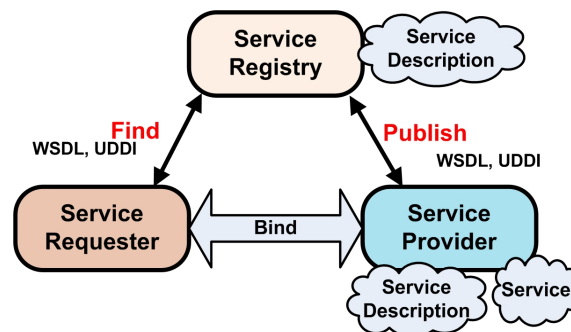 Service
Registry
Service
Description
Find
Publish
WSDL, UDDI
WSDL, UDDI
Service
Requester
Bind
Service
Provider
Service
Description
Service